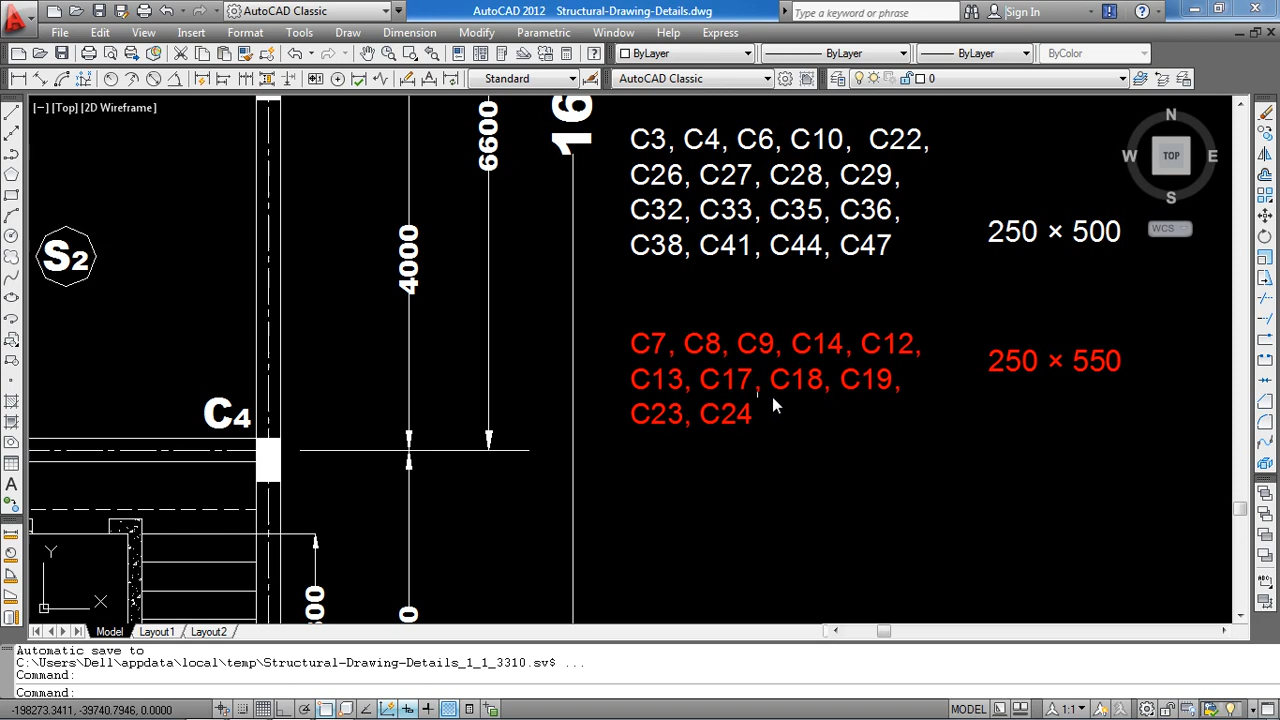 AutoCAD Classic
AutoCAD 2012 Structural-Drawing-Details.dwg
Type a keyword or phrase
Sign In
File Edit View Insert Format Tools Draw Dimension Modify Parametric Window Help Express
ByLayer ByLayer ByLayer ByColor
Standard AutoCAD Classic 0
[−] [Top] [2D Wireframe]
N
W TOP E
S
WCS
6600
16
4000
S2
C4
C3, C4, C6, C10, C22,
C26, C27, C28, C29,
C32, C33, C35, C36,
C38, C41, C44, C47
250 × 500
C7, C8, C9, C14, C12,
C13, C17, C18, C19,
C23, C24
250 × 550
Y
X
Model Layout1 Layout2
Automatic save to
C:\Users\Dell\appdata\local\temp\Structural-Drawing-Details_1_1_3310.sv$ ...
Command:
Command:
-198273.3411, -39740.7946, 0.0000
MODEL 1:1